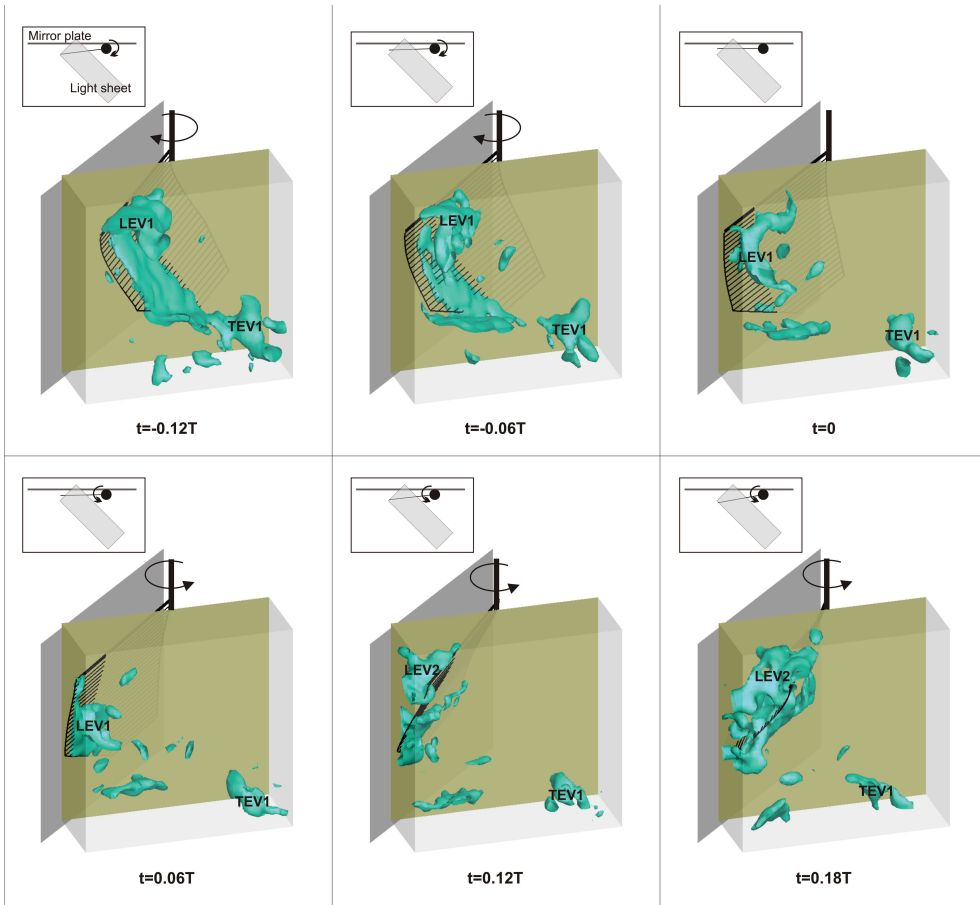 Mirror plate
Light sheet
LEV1
TEV1
t=-0.12T
LEV1
TEV1
t=-0.06T
LEV1
TEV1
t=0
LEV1
TEV1
t=0.06T
LEV2
TEV1
t=0.12T
LEV2
TEV1
t=0.18T